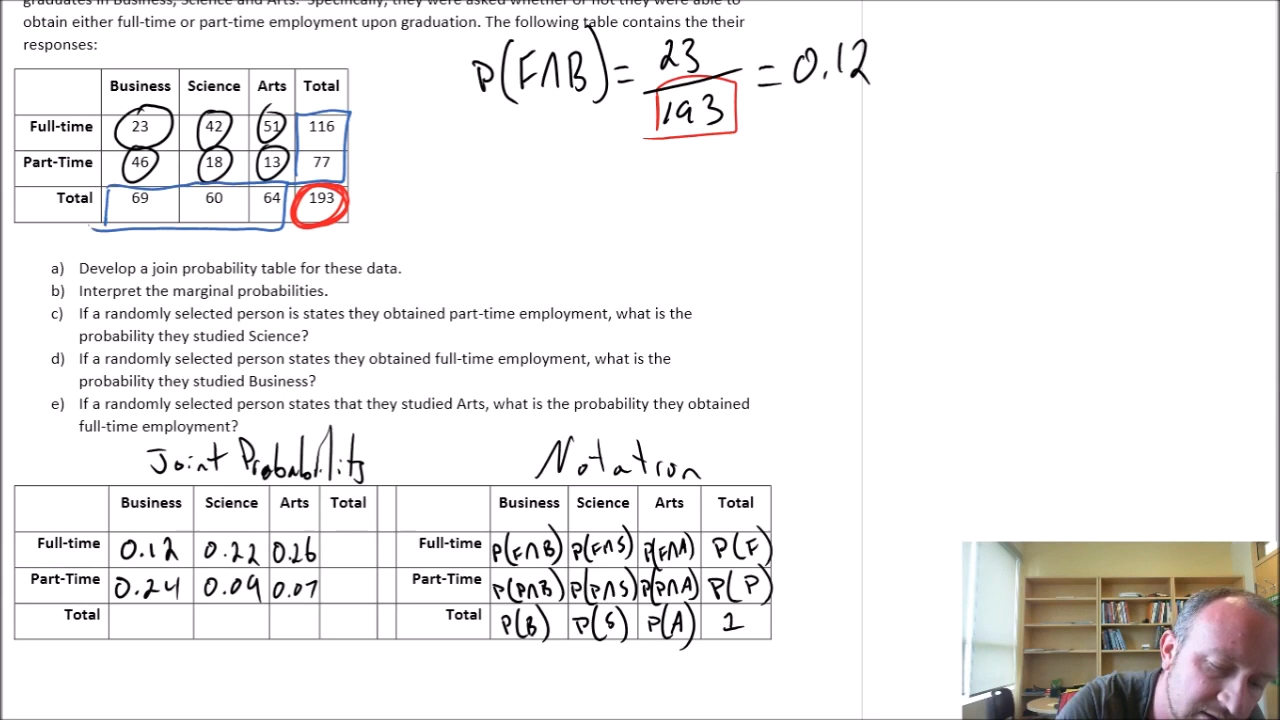 graduates in Business, Science and Arts. Specifically, they were asked whether or not they were able to
obtain either full-time or part-time employment upon graduation. The following table contains the their
responses:
P(F∩B) = 23/193 = 0.12
Business Science Arts Total
Full-time 23 42 51 116
Part-Time 46 18 13 77
Total 69 60 64 193
a) Develop a join probability table for these data.
b) Interpret the marginal probabilities.
c) If a randomly selected person is states they obtained part-time employment, what is the
probability they studied Science?
d) If a randomly selected person states they obtained full-time employment, what is the
probability they studied Business?
e) If a randomly selected person states that they studied Arts, what is the probability they obtained
full-time employment?
Joint Probability
Business Science Arts Total
Full-time 0.12 0.22 0.26
Part-Time 0.24 0.09 0.07
Total
Notation
Business Science Arts Total
Full-time P(F∩B) P(F∩S) P(F∩A) P(F)
Part-Time P(P∩B) P(P∩S) P(P∩A) P(P)
Total P(B) P(S) P(A) 1